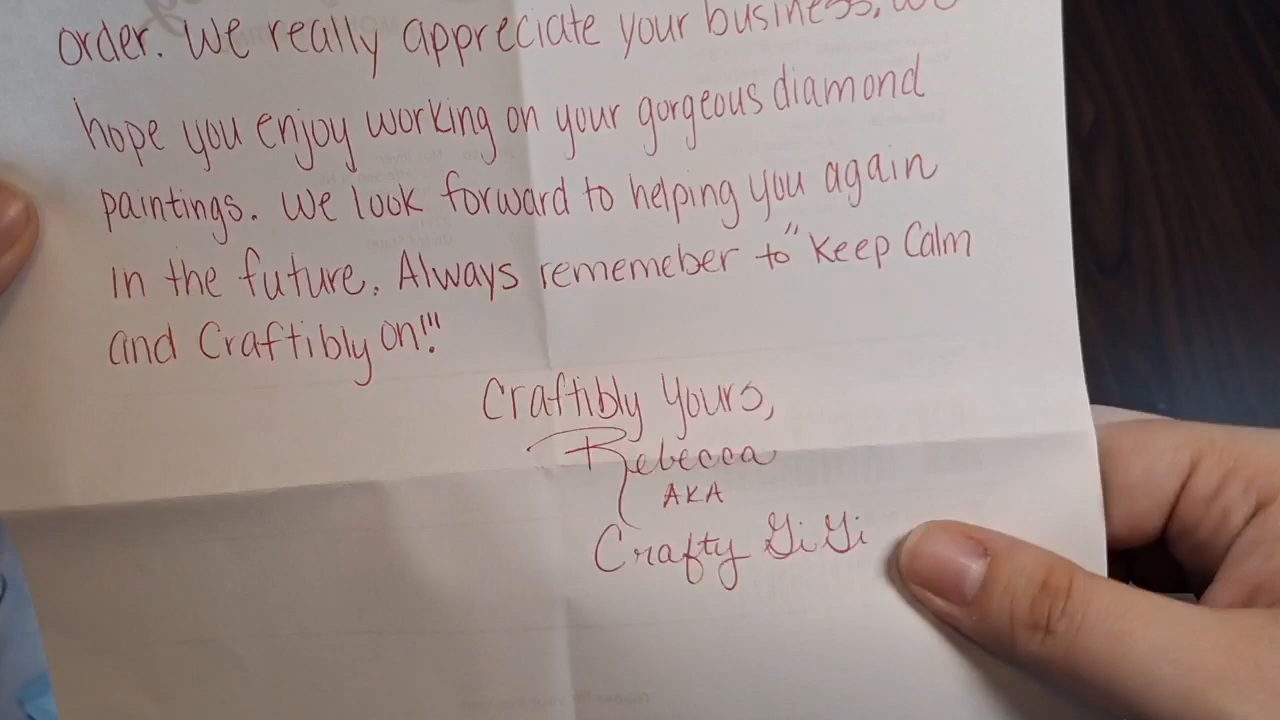 order. We really appreciate your business, We
hope you enjoy working on your gorgeous diamond
paintings. We look forward to helping you again
in the future. Always rememeber to "Keep Calm
and Craftibly on!"
Craftibly Yours,
Rebecca
AKA
Crafty GiGi